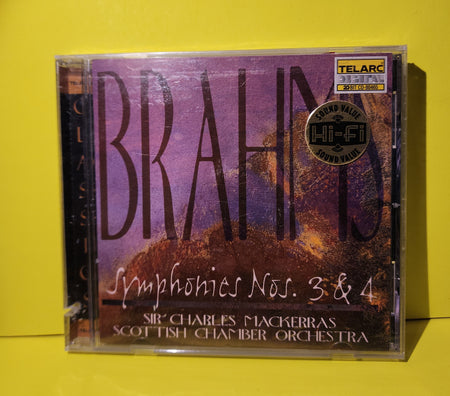 TELARC
DIGITAL
BRAHMS
SOUND VALUE
Hi-Fi
SOUND VALUE
Symphonies Nos. 3 & 4
SIR CHARLES MACKERRAS
SCOTTISH CHAMBER ORCHESTRA
CLASSICS